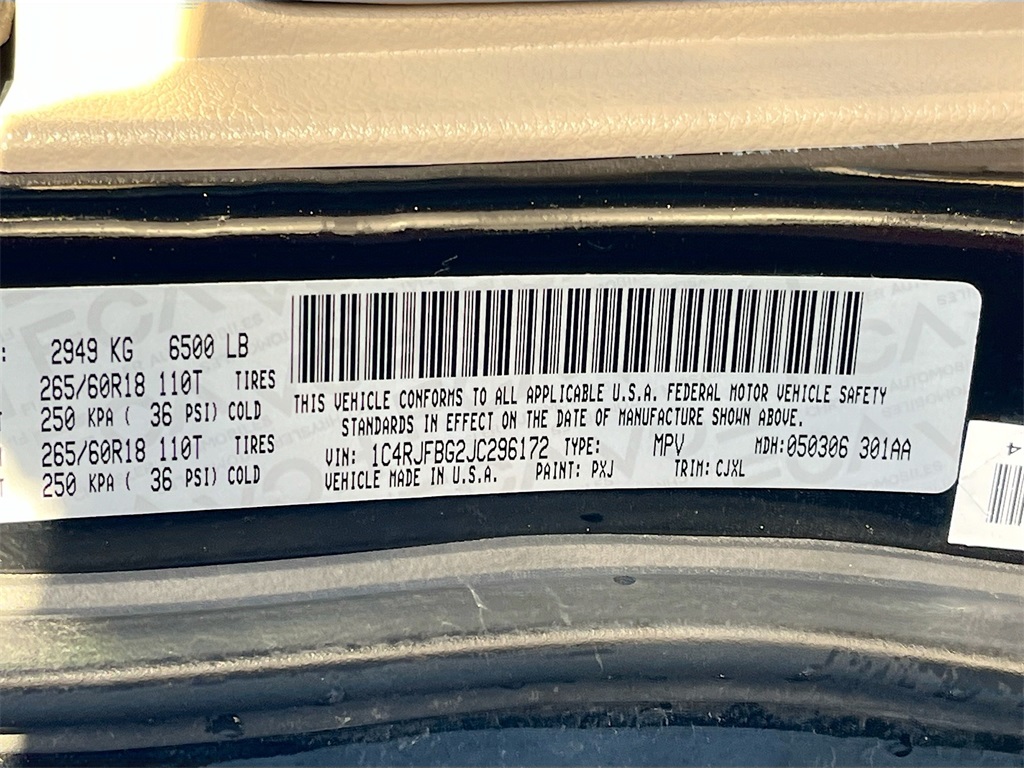 : 2949 KG 6500 LB
265/60R18 110T TIRES
250 KPA ( 36 PSI) COLD
265/60R18 110T TIRES
250 KPA ( 36 PSI) COLD
THIS VEHICLE CONFORMS TO ALL APPLICABLE U.S.A. FEDERAL MOTOR VEHICLE SAFETY
STANDARDS IN EFFECT ON THE DATE OF MANUFACTURE SHOWN ABOVE.
VIN: 1C4RJFBG2JC296172 TYPE: MPV MDH:050306 301AA
VEHICLE MADE IN U.S.A. PAINT: PXJ TRIM: CJXL
4